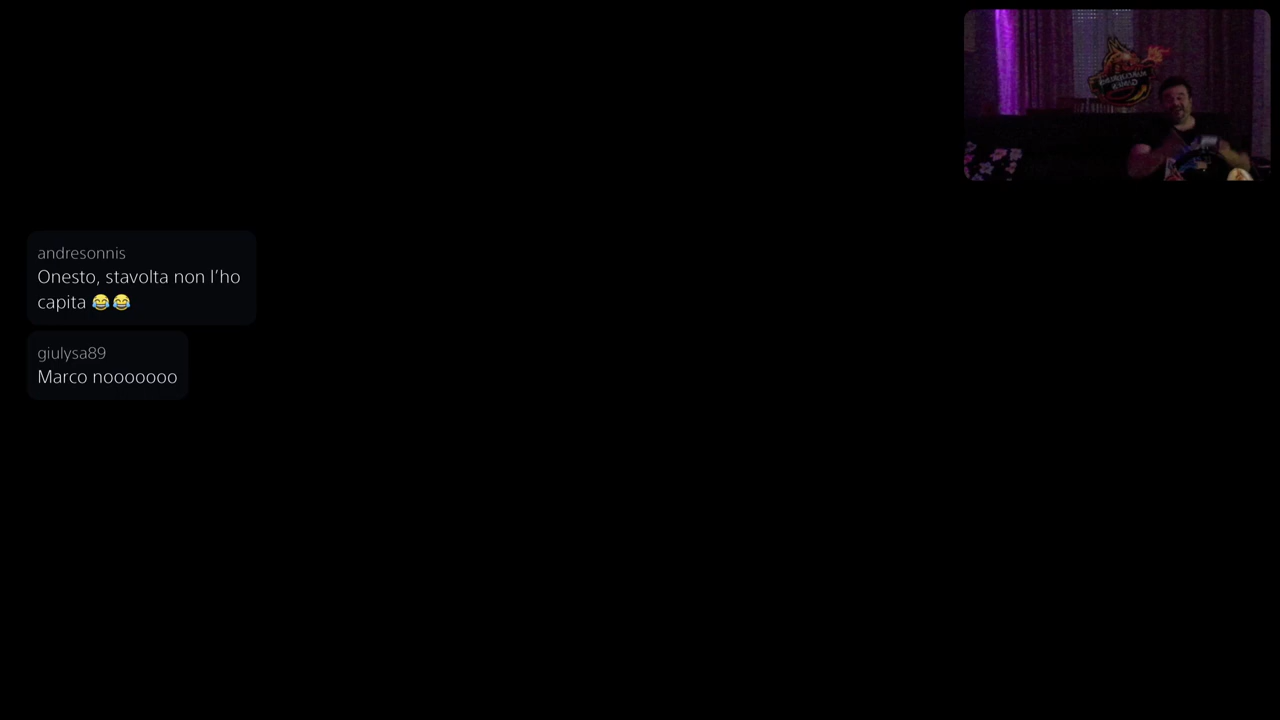 andresonnis
Onesto, stavolta non l’ho
capita 😂😂
giulysa89
Marco nooooooo